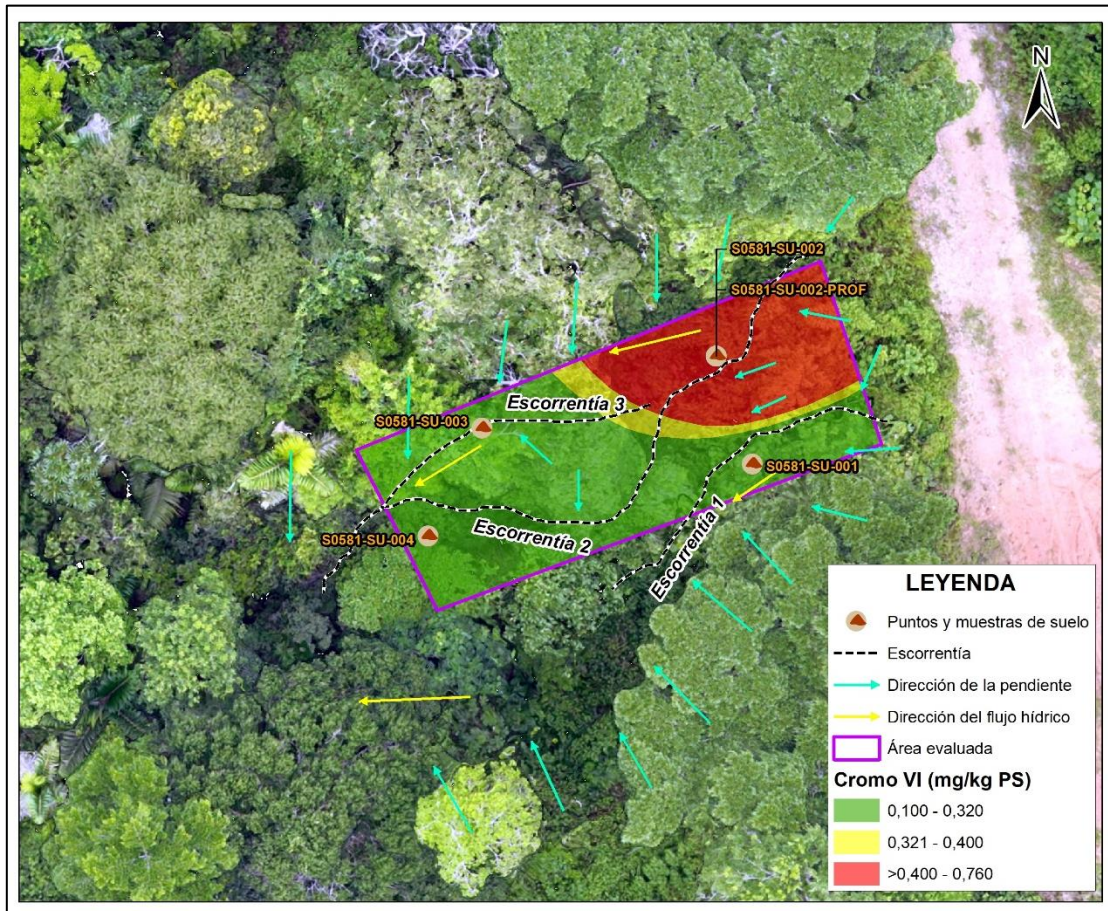 N
S0581-SU-002
S0581-SU-002-PROF
Escorrentía 3
S0581-SU-003
S0581-SU-001
Escorrentía 2
Escorrentía 1
S0581-SU-004
LEYENDA
Puntos y muestras de suelo
Escorrentía
Dirección de la pendiente
Dirección del flujo hídrico
Área evaluada
Cromo VI (mg/kg PS)
0,100 - 0,320
0,321 - 0,400
>0,400 - 0,760